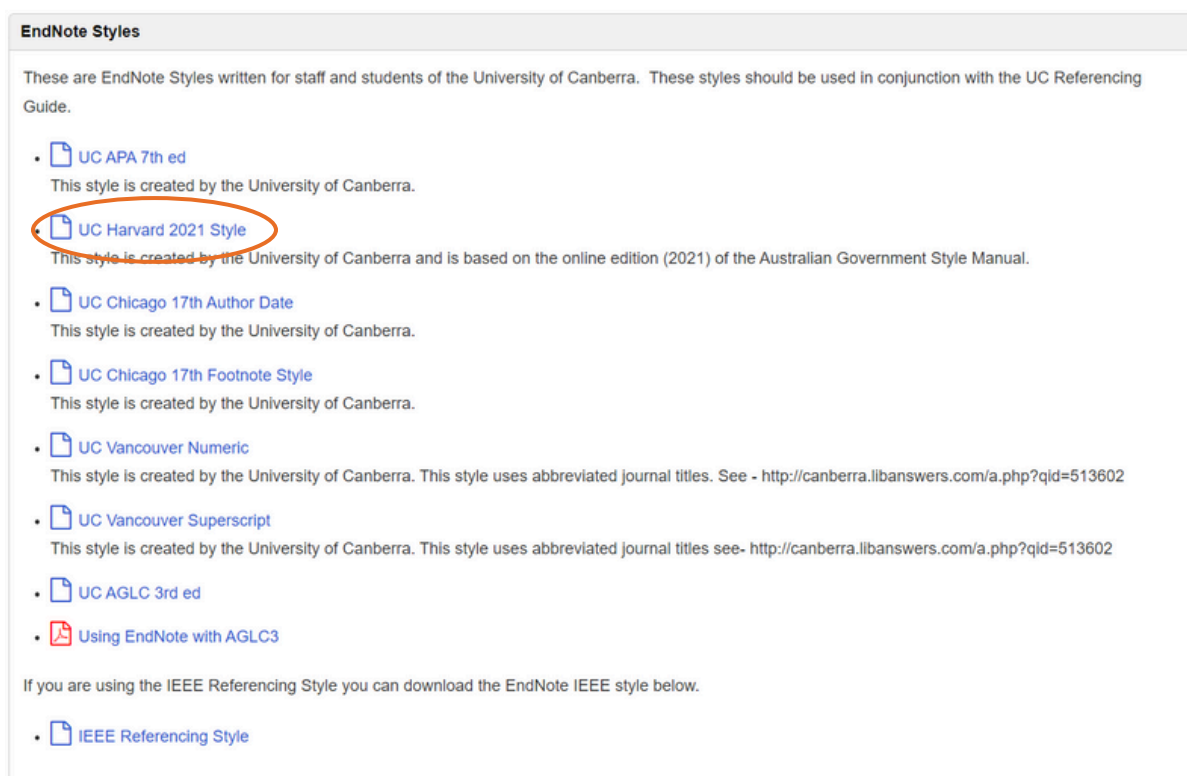 EndNote Styles
These are EndNote Styles written for staff and students of the University of Canberra.  These styles should be used in conjunction with the UC Referencing
Guide.
UC APA 7th ed
This style is created by the University of Canberra.
UC Harvard 2021 Style
This style is created by the University of Canberra and is based on the online edition (2021) of the Australian Government Style Manual.
UC Chicago 17th Author Date
This style is created by the University of Canberra.
UC Chicago 17th Footnote Style
This style is created by the University of Canberra.
UC Vancouver Numeric
This style is created by the University of Canberra. This style uses abbreviated journal titles. See - http://canberra.libanswers.com/a.php?qid=513602
UC Vancouver Superscript
This style is created by the University of Canberra. This style uses abbreviated journal titles see- http://canberra.libanswers.com/a.php?qid=513602
UC AGLC 3rd ed
Using EndNote with AGLC3
If you are using the IEEE Referencing Style you can download the EndNote IEEE style below.
IEEE Referencing Style